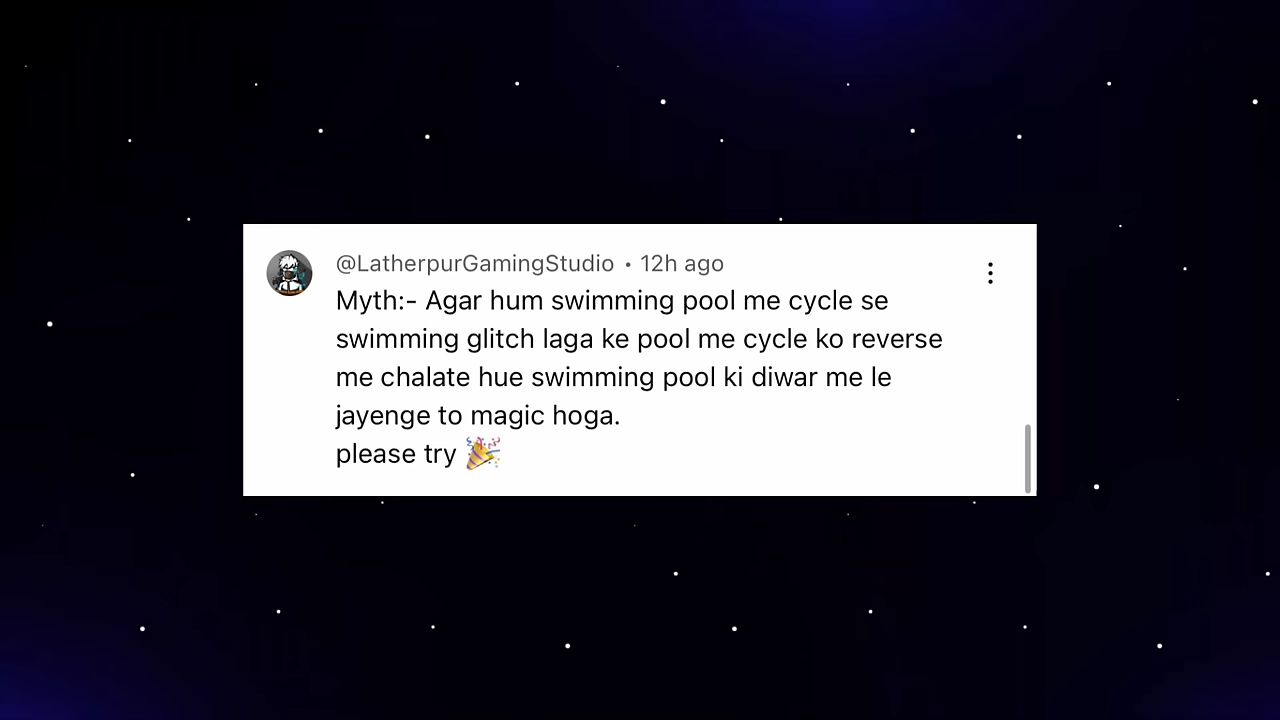 @LatherpurGamingStudio • 12h ago
Myth:- Agar hum swimming pool me cycle se
swimming glitch laga ke pool me cycle ko reverse
me chalate hue swimming pool ki diwar me le
jayenge to magic hoga.
please try 🎉